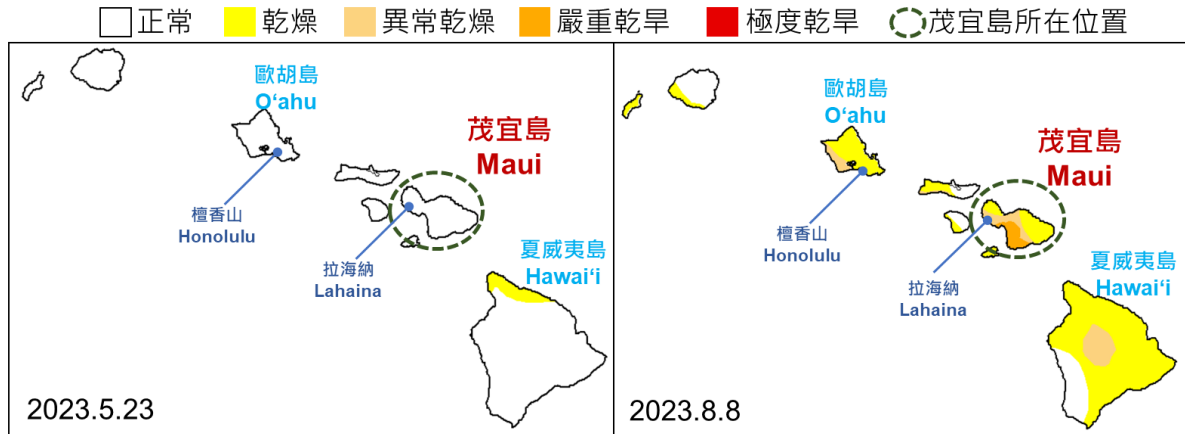 正常 乾燥 異常乾燥 嚴重乾旱 極度乾旱 茂宜島所在位置
歐胡島
O‘ahu
茂宜島
Maui
檀香山
Honolulu
拉海納
Lahaina
夏威夷島
Hawai‘i
2023.5.23
歐胡島
O‘ahu
茂宜島
Maui
檀香山
Honolulu
拉海納
Lahaina
夏威夷島
Hawai‘i
2023.8.8